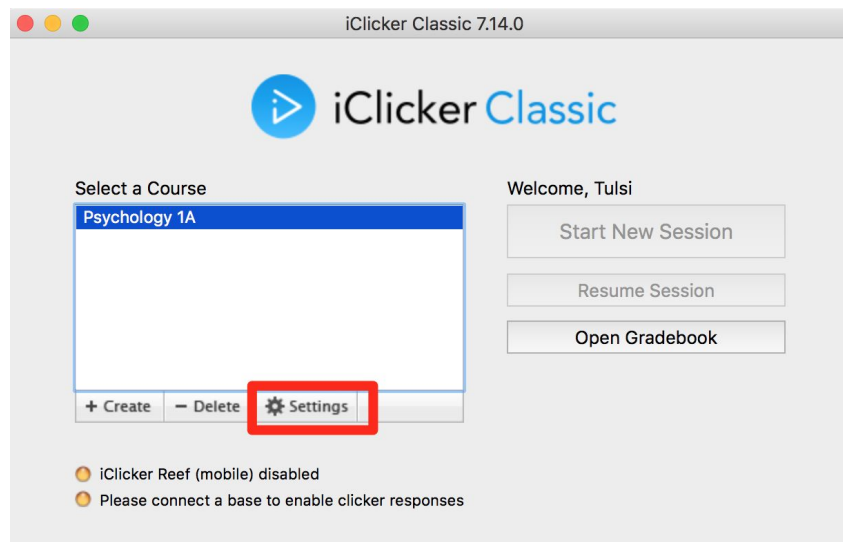 iClicker Classic 7.14.0
iClicker Classic
Select a Course
Psychology 1A
+ Create
− Delete
Settings
iClicker Reef (mobile) disabled
Please connect a base to enable clicker responses
Welcome, Tulsi
Start New Session
Resume Session
Open Gradebook